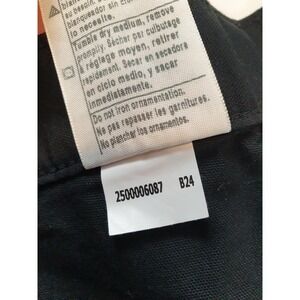 blanqueador sin cloro
si necesite.
Tumble dry medium, remove
promptly. Sécher par culbutage
à réglage moyen, retirer
rapidement. Secar en secadora
en ciclo medio, y sacar
inmediatamente.
Do not iron ornamentation.
Ne pas repasser les garnitures.
No planchar los ornamentos.
2500006087 B24